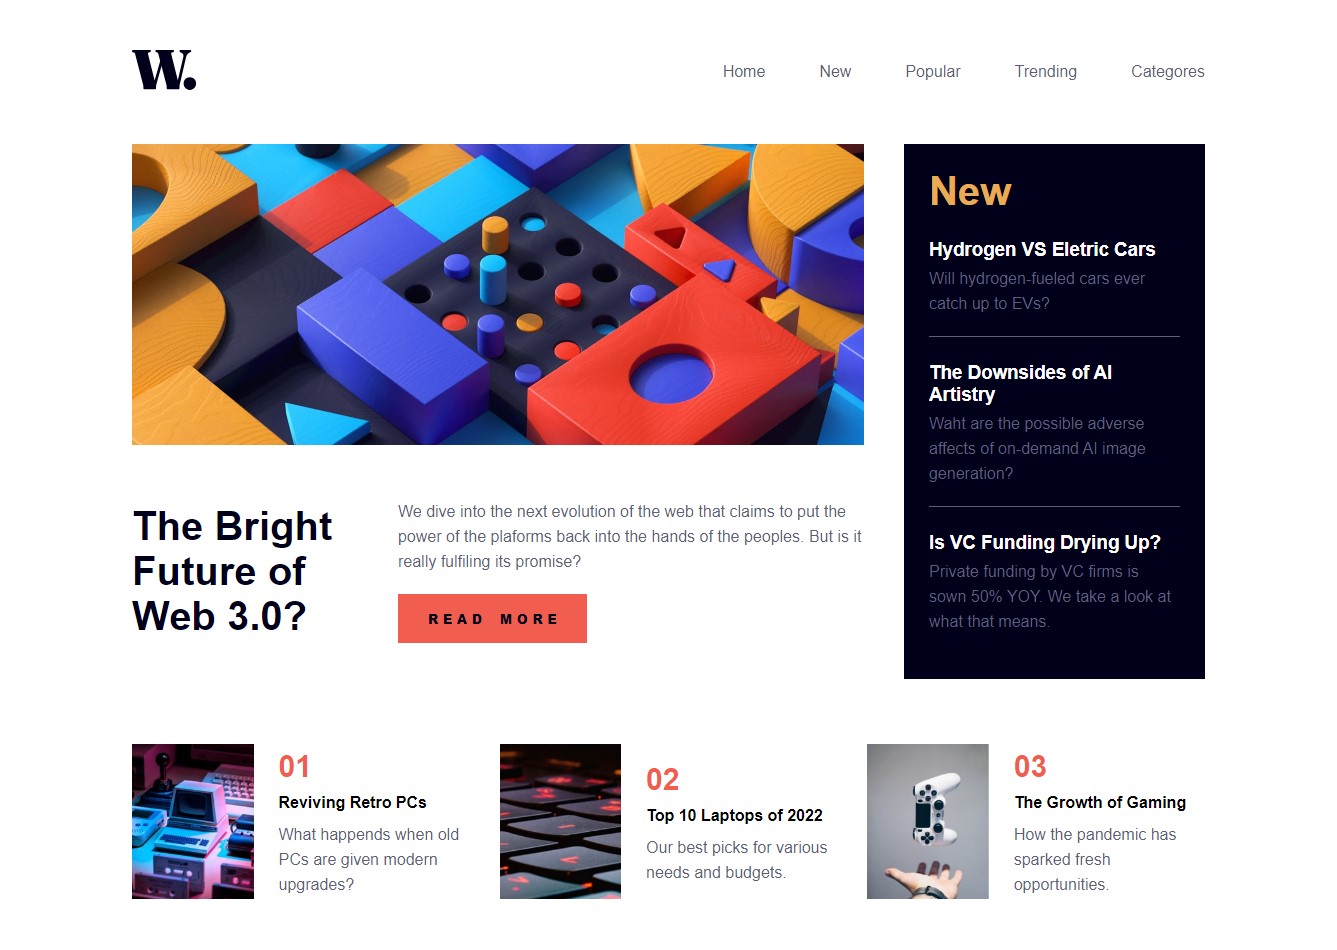 W.
Home New Popular Trending Categores
New
Hydrogen VS Eletric Cars
Will hydrogen-fueled cars ever
catch up to EVs?
The Downsides of AI
Artistry
Waht are the possible adverse
affects of on-demand AI image
generation?
Is VC Funding Drying Up?
Private funding by VC firms is
sown 50% YOY. We take a look at
what that means.
The Bright
Future of
Web 3.0?
We dive into the next evolution of the web that claims to put the
power of the plaforms back into the hands of the peoples. But is it
really fulfiling its promise?
READ MORE
01
Reviving Retro PCs
What happends when old
PCs are given modern
upgrades?
02
Top 10 Laptops of 2022
Our best picks for various
needs and budgets.
03
The Growth of Gaming
How the pandemic has
sparked fresh
opportunities.